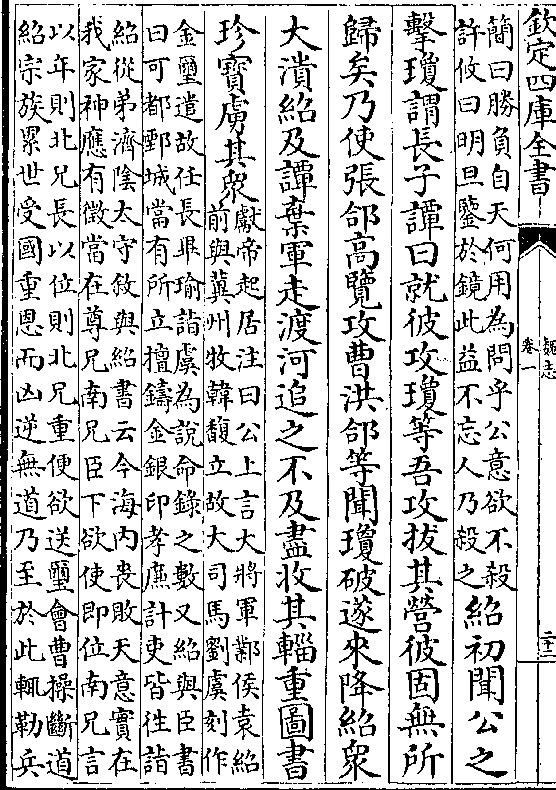 欽定四庫全書
魏志
卷一
簡曰勝負自天何用為問乎公意欲不殺
許攸曰明旦鑒於鏡此益不忘人乃殺之
紹初聞公之
擊瓊謂長子譚曰就彼攻瓊等吾攻拔其營彼固無所
歸矣乃使張郃高覽攻曹洪郃等聞瓊破遂來降紹衆
大潰紹及譚棄軍走渡河追之不及盡收其輜重圖書
珍寶虜其衆
獻帝起居注曰公上言大將軍鄴侯袁紹
前與冀州牧韓馥立故大司馬劉虞刻作
金璽遣故任長畢瑜詣虞為說命錄之數又紹與臣書
曰可都鄄城當有所立擅鑄金銀印孝廉計吏皆往詣
紹從弟濟陰太守敘與紹書云今海內喪敗天意實在
我家神應有徵當在尊兄南兄臣下欲使即位南兄言
以年則北兄長以位則北兄重便欲送璽會曹操斷道
紹宗族累世受國重恩而凶逆無道乃至於此輒勒兵